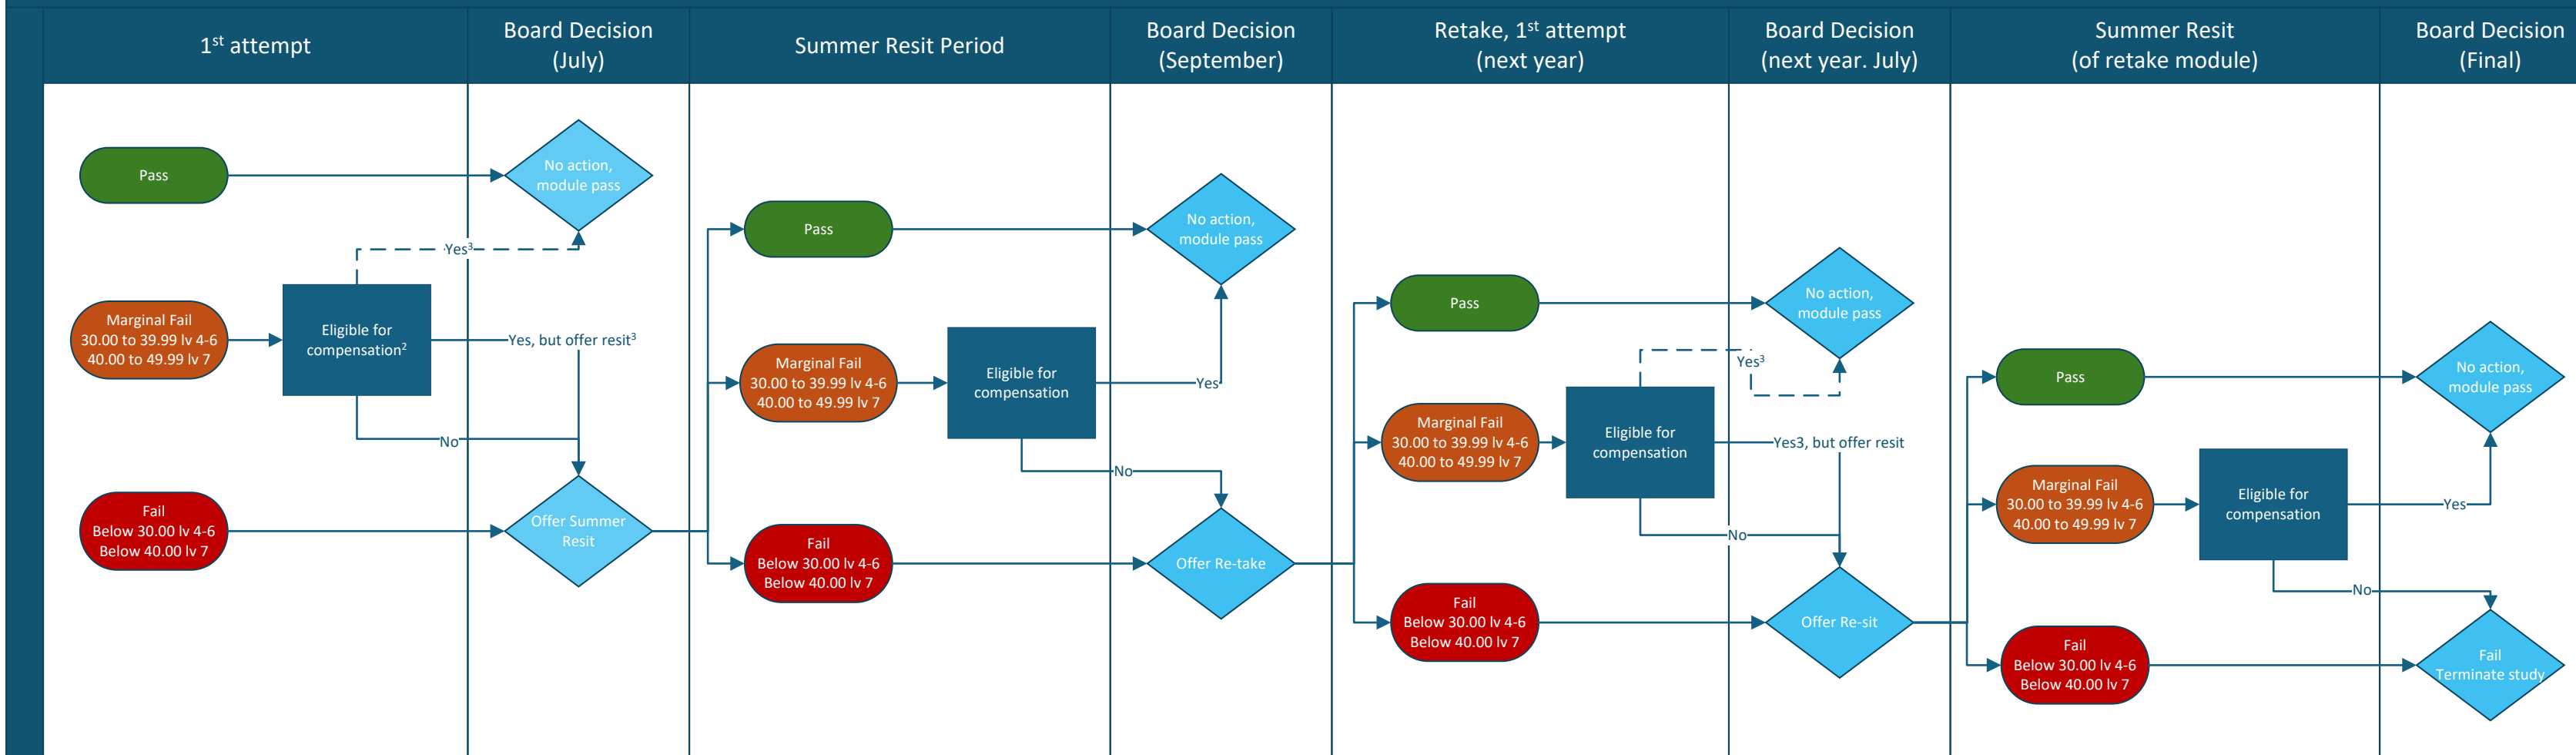 1st attempt
Board Decision
(July)
Summer Resit Period
Board Decision
(September)
Retake, 1st attempt
(next year)
Board Decision
(next year. July)
Summer Resit
(of retake module)
Board Decision
(Final)
Pass
No action,
module pass
Yes³
Marginal Fail
30.00 to 39.99 lv 4-6
40.00 to 49.99 lv 7
Eligible for
compensation²
Yes, but offer resit³
No
Fail
Below 30.00 lv 4-6
Below 40.00 lv 7
Offer Summer
Resit
Pass
No action,
module pass
Marginal Fail
30.00 to 39.99 lv 4-6
40.00 to 49.99 lv 7
Eligible for
compensation
Yes
No
Fail
Below 30.00 lv 4-6
Below 40.00 lv 7
Offer Re-take
Pass
No action,
module pass
Yes³
Marginal Fail
30.00 to 39.99 lv 4-6
40.00 to 49.99 lv 7
Eligible for
compensation
Yes3, but offer resit
No
Fail
Below 30.00 lv 4-6
Below 40.00 lv 7
Offer Re-sit
Pass
No action,
module pass
Marginal Fail
30.00 to 39.99 lv 4-6
40.00 to 49.99 lv 7
Eligible for
compensation
Yes
No
Fail
Below 30.00 lv 4-6
Below 40.00 lv 7
Fail
Terminate study